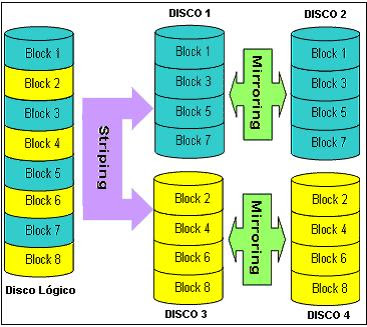 DISCO 1
DISCO 2
Block 1
Block 2
Block 3
Block 4
Block 5
Block 6
Block 7
Block 8
Disco Lógico
Striping
Block 1
Block 3
Block 5
Block 7
Mirroring
Block 1
Block 3
Block 5
Block 7
Block 2
Block 4
Block 6
Block 8
Mirroring
Block 2
Block 4
Block 6
Block 8
DISCO 3
DISCO 4